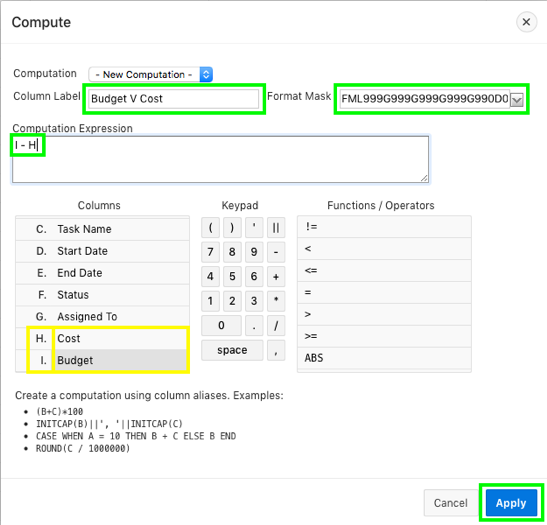 Compute
Computation - New Computation -
Column Label Budget V Cost Format Mask FML999G999G999G999G990D0
Computation Expression
I - H
Columns Keypad Functions / Operators
C. Task Name
D. Start Date
E. End Date
F. Status
G. Assigned To
H. Cost
I. Budget
( ) ' ||
7 8 9 -
4 5 6 +
1 2 3 *
0 . /
space ,
!=
<
<=
=
>
>=
ABS
Create a computation using column aliases. Examples:
• (B+C)*100
• INITCAP(B)||', '||INITCAP(C)
• CASE WHEN A = 10 THEN B + C ELSE B END
• ROUND(C / 1000000)
Cancel Apply